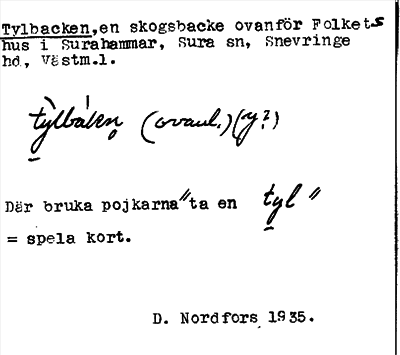 Tylbacken,en skogsbacke ovanför Folkets
hus i Surahammar, Sura sn, Snevringe
hd, Västm.l.
tỳlbáken (ovanl.) (y?)
Där bruka pojkarna "ta en tyl"
= spela kort.
D. Nordfors 1935.